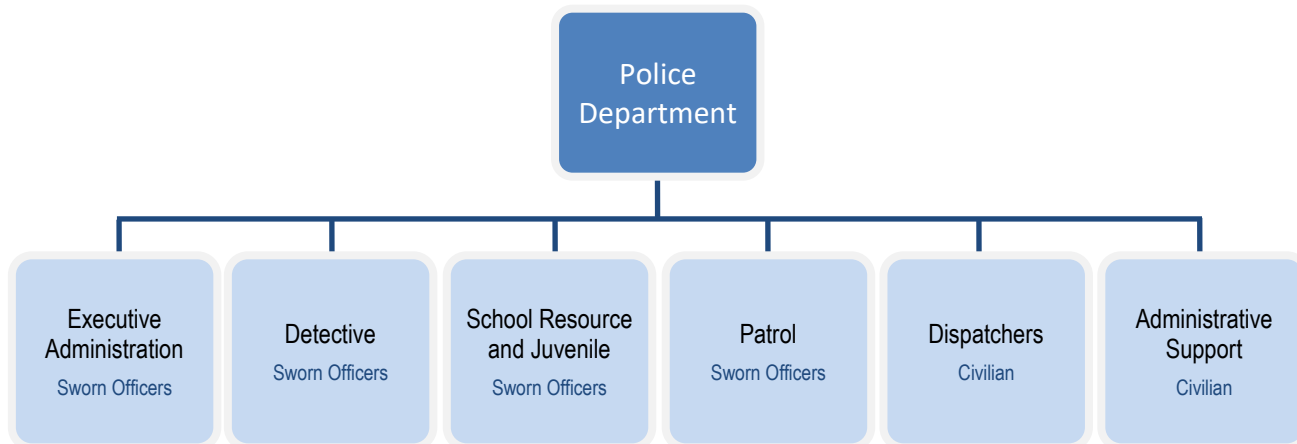 Police
Department
Executive
Administration
Sworn Officers
Detective
Sworn Officers
School Resource
and Juvenile
Sworn Officers
Patrol
Sworn Officers
Dispatchers
Civilian
Administrative
Support
Civilian